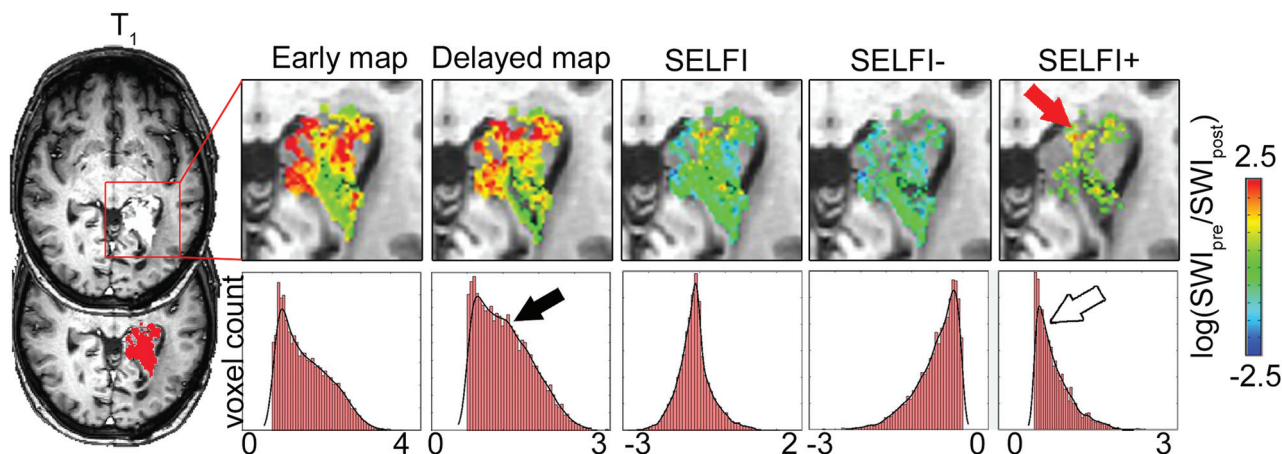 T1
Early map
Delayed map
SELFI
SELFI-
SELFI+
log(SWIpre/SWIpost)
2.5
-2.5
voxel count
0 4
0 3
-3 2
-3 0
0 3